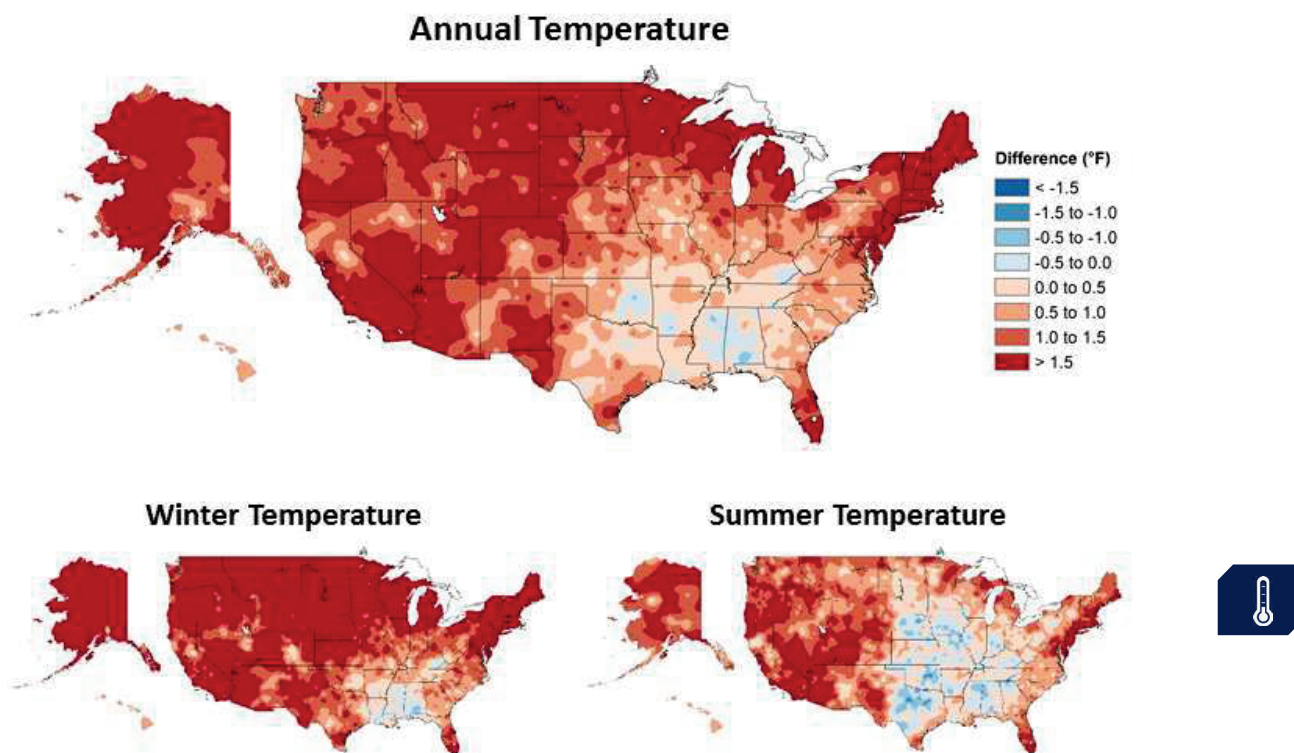 Annual Temperature
Difference (°F)
< -1.5
-1.5 to -1.0
-0.5 to -1.0
-0.5 to 0.0
0.0 to 0.5
0.5 to 1.0
1.0 to 1.5
> 1.5
Winter Temperature
Summer Temperature